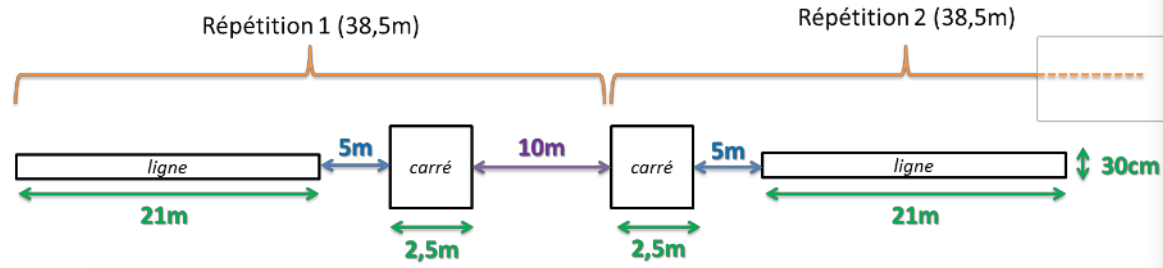 Répétition 1 (38,5m)
Répétition 2 (38,5m)
ligne
5m
carré
10m
carré
5m
ligne
30cm
21m
2,5m
2,5m
21m